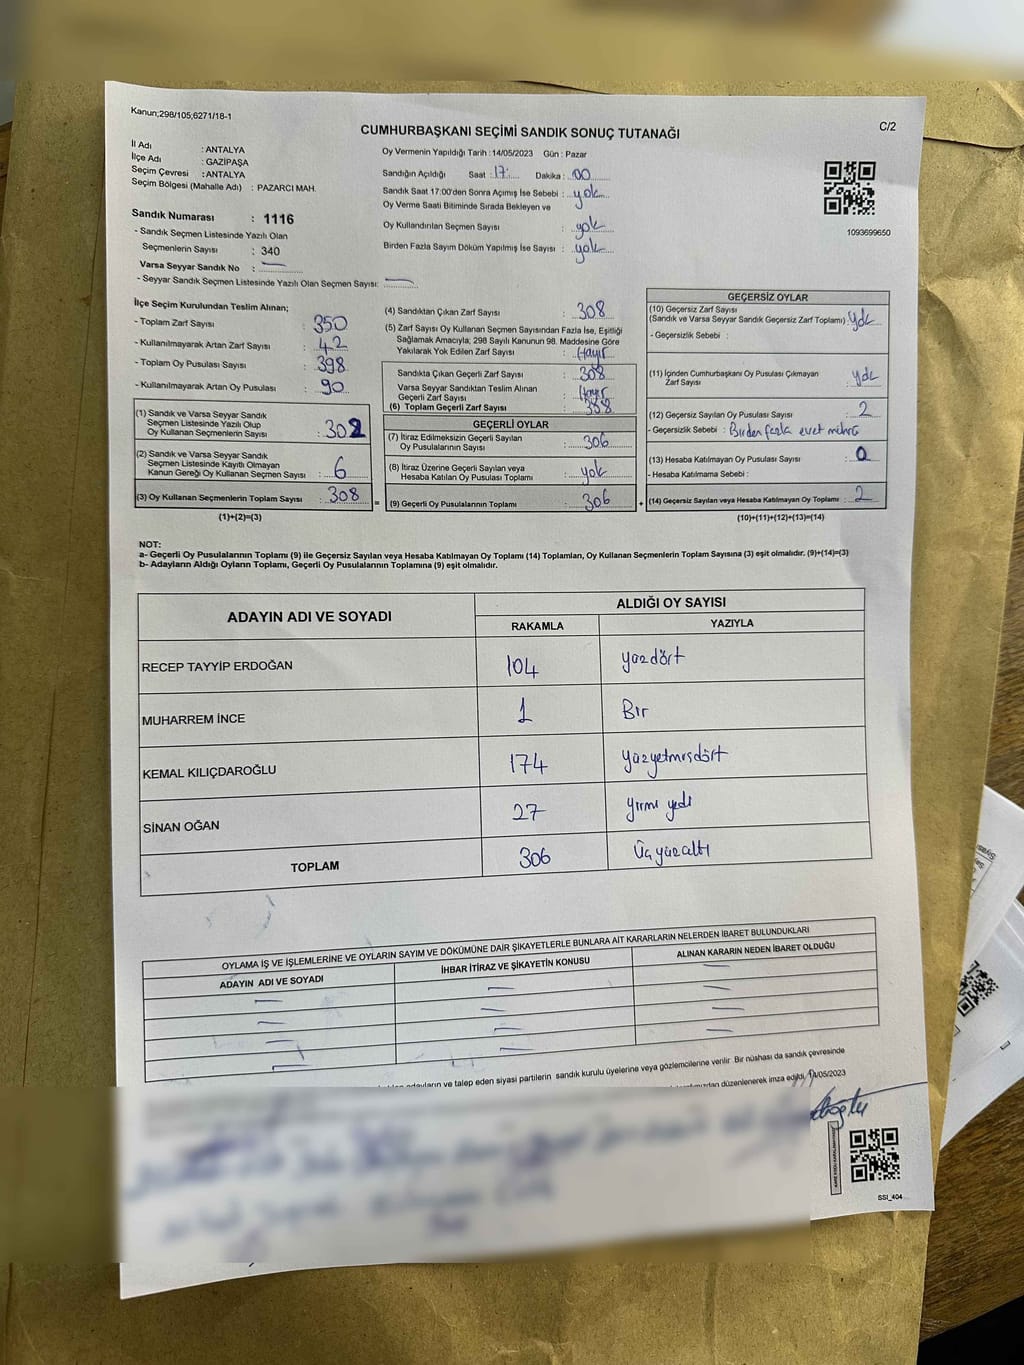 Kanun;298/105;6271/18-1
C/2
CUMHURBAŞKANI SEÇİMİ SANDIK SONUÇ TUTANAĞI
İl Adı : ANTALYA
İlçe Adı : GAZİPAŞA
Seçim Çevresi : ANTALYA
Seçim Bölgesi (Mahalle Adı) : PAZARCI MAH.
Sandık Numarası : 1116
- Sandık Seçmen Listesinde Yazılı Olan
Seçmenlerin Sayısı : 340
Varsa Seyyar Sandık No : —
- Seyyar Sandık Seçmen Listesinde Yazılı Olan Seçmen Sayısı: —
Oy Vermenin Yapıldığı Tarih : 14/05/2023 Gün : Pazar
Sandığın Açıldığı Saat : 17: Dakika : 00
Sandık Saat 17:00'den Sonra Açımış İse Sebebi : yok
Oy Verme Saati Bitiminde Sırada Bekleyen ve
Oy Kullandırılan Seçmen Sayısı : yok
Birden Fazla Sayım Döküm Yapılmış İse Sayısı : yok
1093699650
İlçe Seçim Kurulundan Teslim Alınan;
- Toplam Zarf Sayısı : 350
- Kullanılmayarak Artan Zarf Sayısı : 42
- Toplam Oy Pusulası Sayısı : 398
- Kullanılmayarak Artan Oy Pusulası : 90
(1) Sandık ve Varsa Seyyar Sandık
Seçmen Listesinde Yazılı Olup
Oy Kullanan Seçmenlerin Sayısı : 302
(2) Sandık ve Varsa Seyyar Sandık
Seçmen Listesinde Kayıtlı Olmayan
Kanun Gereği Oy Kullanan Seçmen Sayısı : 6
(3) Oy Kullanan Seçmenlerin Toplam Sayısı : 308
(1)+(2)=(3)
(4) Sandıktan Çıkan Zarf Sayısı : 308
(5) Zarf Sayısı Oy Kullanan Seçmen Sayısından Fazla İse, Eşitliği
Sağlamak Amacıyla; 298 Sayılı Kanunun 98. Maddesine Göre
Yakılarak Yok Edilen Zarf Sayısı : Hayır
Sandıkta Çıkan Geçerli Zarf Sayısı : 308
Varsa Seyyar Sandıktan Teslim Alınan
Geçerli Zarf Sayısı : Hayır
(6) Toplam Geçerli Zarf Sayısı : 308
GEÇERLİ OYLAR
(7) İtiraz Edilmeksizin Geçerli Sayılan
Oy Pusulalarının Sayısı : 306
(8) İtiraz Üzerine Geçerli Sayılan veya
Hesaba Katılan Oy Pusulası Toplamı : yok
= (9) Geçerli Oy Pusulalarının Toplamı : 306 +
GEÇERSİZ OYLAR
(10) Geçersiz Zarf Sayısı
(Sandık ve Varsa Seyyar Sandık Geçersiz Zarf Toplamı) : yok
- Geçersizlik Sebebi :
(11) İçinden Cumhurbaşkanı Oy Pusulası Çıkmayan
Zarf Sayısı : yok
(12) Geçersiz Sayılan Oy Pusulası Sayısı : 2
- Geçersizlik Sebebi : Birden fazla evet mührü
(13) Hesaba Katılmayan Oy Pusulası Sayısı : 0
- Hesaba Katılmama Sebebi :
(14) Geçersiz Sayılan veya Hesaba Katılmayan Oy Toplamı : 2
(10)+(11)+(12)+(13)=(14)
NOT:
a- Geçerli Oy Pusulalarının Toplamı (9) ile Geçersiz Sayılan veya Hesaba Katılmayan Oy Toplamı (14) Toplamları, Oy Kullanan Seçmenlerin Toplam Sayısına (3) eşit olmalıdır. (9)+(14)=(3)
b- Adayların Aldığı Oyların Toplamı, Geçerli Oy Pusulalarının Toplamına (9) eşit olmalıdır.
ADAYIN ADI VE SOYADI ALDIĞI OY SAYISI
RAKAMLA YAZIYLA
RECEP TAYYİP ERDOĞAN 104 yüzdört
MUHARREM İNCE 1 Bir
KEMAL KILIÇDAROĞLU 174 yüzyetmişdört
SİNAN OĞAN 27 yirmi yedi
TOPLAM 306 Üçyüzaltı
OYLAMA İŞ VE İŞLEMLERİNE VE OYLARIN SAYIM VE DÖKÜMÜNE DAİR ŞİKAYETLERLE BUNLARA AİT KARARLARIN NELERDEN İBARET BULUNDUKLARI
ADAYIN ADI VE SOYADI İHBAR İTİRAZ VE ŞİKAYETİN KONUSU ALINAN KARARIN NEDEN İBARET OLDUĞU
adayların ve talep eden siyasi partilerin sandık kurulu üyelerine veya gözlemcilerine verilir. Bir nüshası da sandık çevresinde
düzenlenerek imza edildi. 14/05/2023
SSI_404